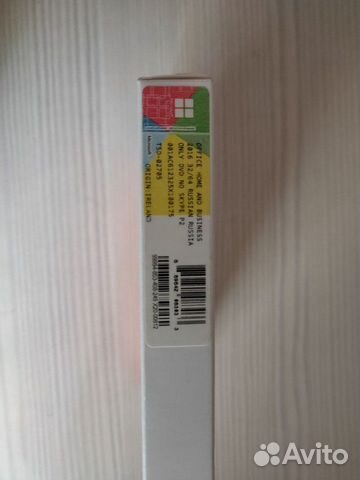 Microsoft
OFFICE HOME AND BUSINESS
2016 32/64 RUSSIAN RUSSIA
ONLY DVD NO SKYPE P2
001AC612325X100175
T5D-02705
ORIGIN:IRELAND
Avito